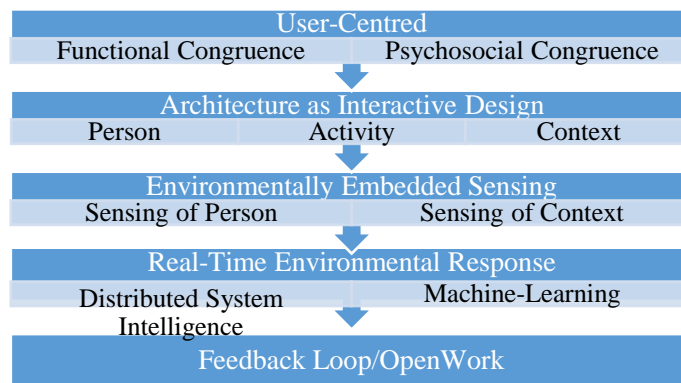 User-Centred
Functional Congruence Psychosocial Congruence
Architecture as Interactive Design
Person Activity Context
Environmentally Embedded Sensing
Sensing of Person Sensing of Context
Real-Time Environmental Response
Distributed System Machine-Learning
Intelligence
Feedback Loop/OpenWork